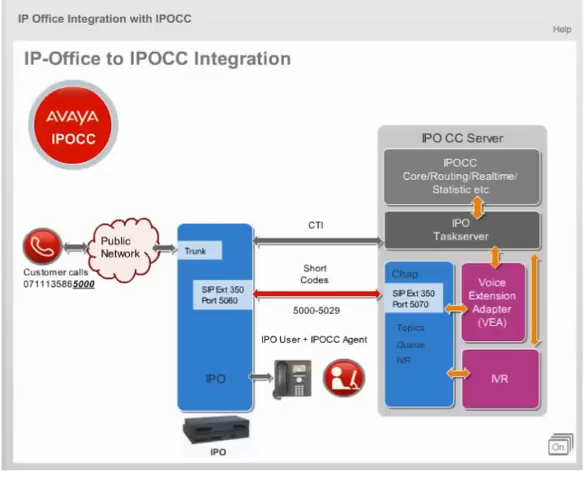 IP Office Integration with IPOCC
Help
IP-Office to IPOCC Integration
AVAYA
IPOCC
IPO CC Server
IPOCC
Core/Routing/Realtime/
Statistic etc
CTI
IPO
Taskserver
Public
Network
Trunk
Customer calls
0711135865000
Short
Codes
SIP Ext 350
Port 5060
5000-5029
Chap
SIP Ext 350
Port 5070
Topics
Queue
IVR
Voice
Extension
Adapter
(VEA)
IPO User + IPOCC Agent
IPO
IVR
IPO
On